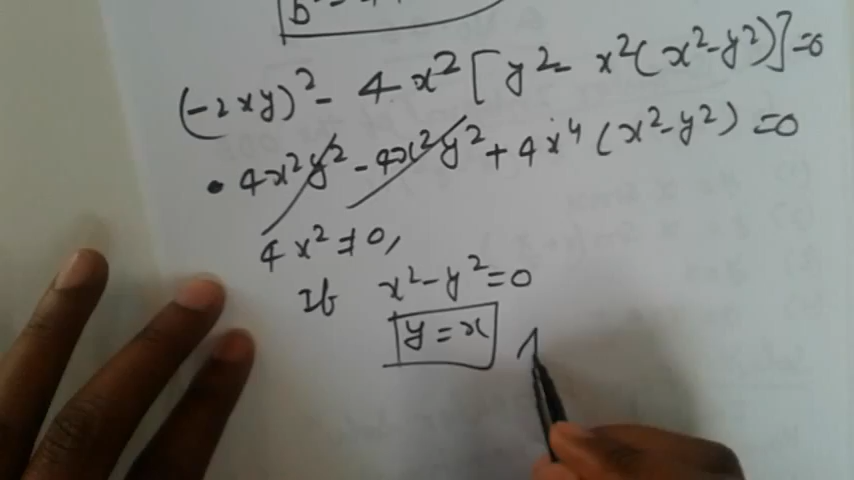 (-2xy)² - 4x² [y² - x²(x²-y²)] = 0
• 4x²y² - 4x²y² + 4x⁴ (x²-y²) = 0
4x² ≠ 0,
If x² - y² = 0
y = x